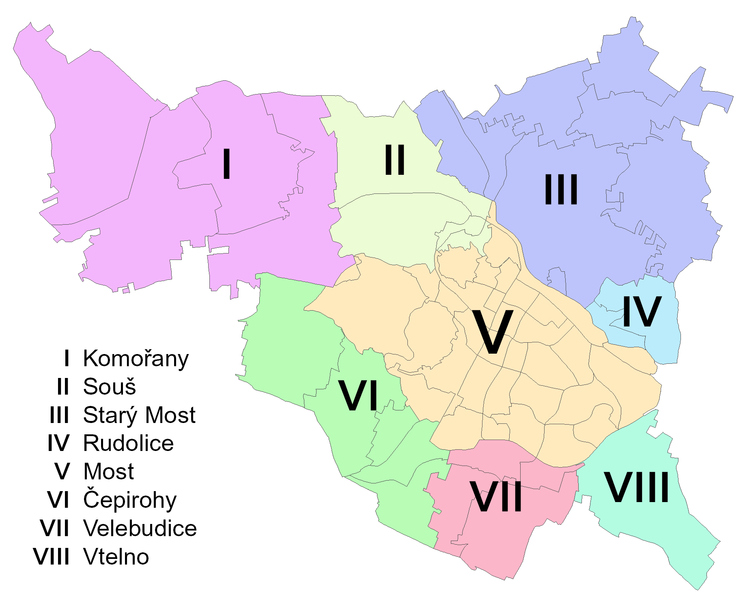 I
II
III
IV
V
VI
VII
VIII
I Komořany
II Souš
III Starý Most
IV Rudolice
V Most
VI Čepirohy
VII Velebudice
VIII Vtelno